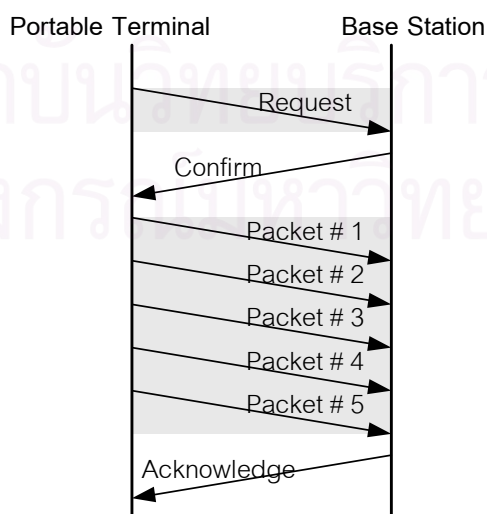 Portable Terminal Base Station
Request
Confirm
Packet # 1
Packet # 2
Packet # 3
Packet # 4
Packet # 5
Acknowledge